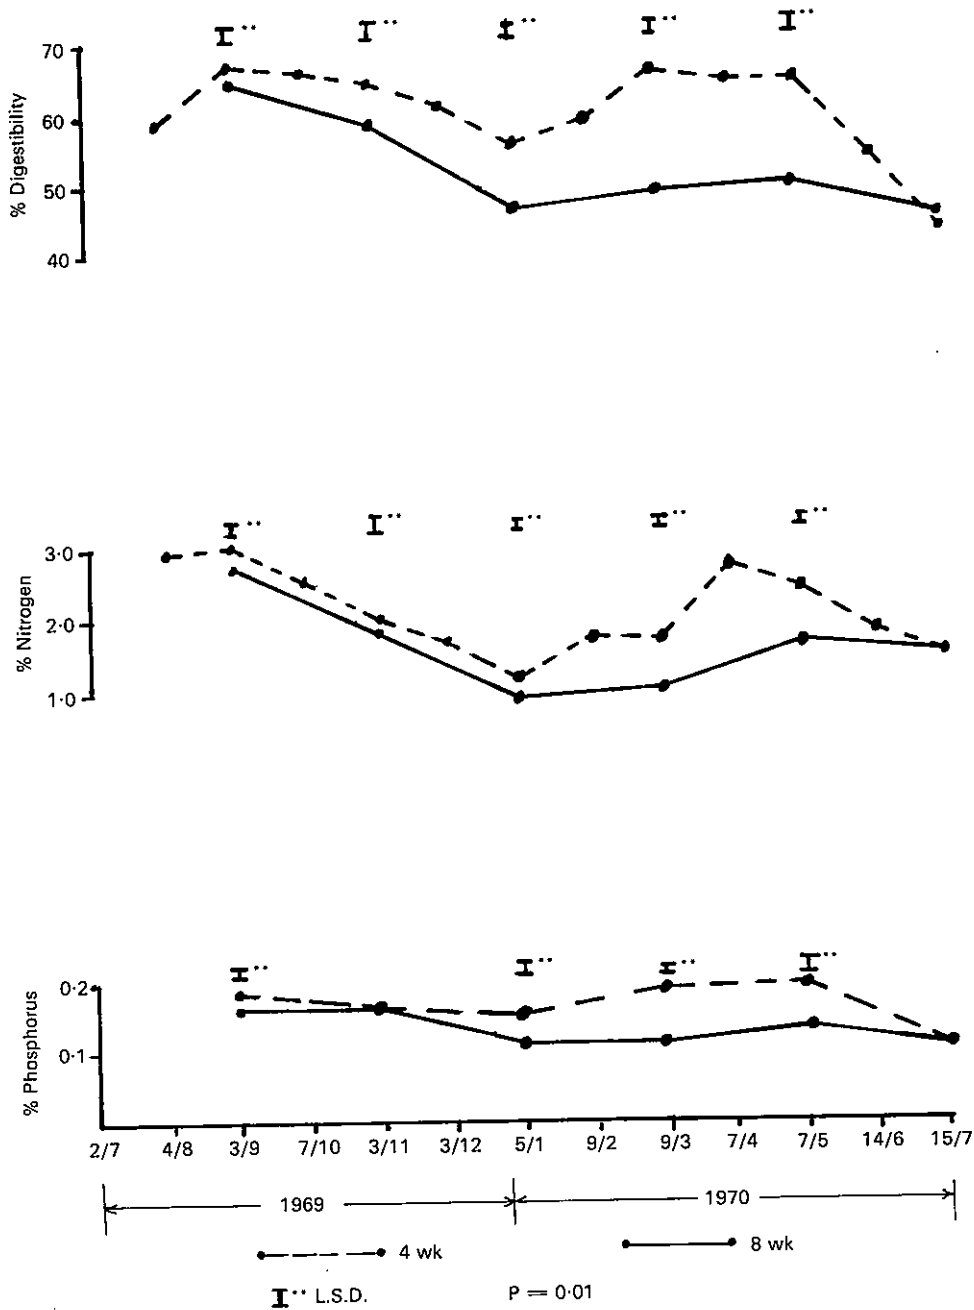 70
60
50
40
% Digestibility
3·0
2·0
1·0
% Nitrogen
0·2
0·1
% Phosphorus
2/7 4/8 3/9 7/10 3/11 3/12 5/1 9/2 9/3 7/4 7/5 14/6 15/7
1969 1970
4 wk 8 wk
L.S.D. P = 0·01